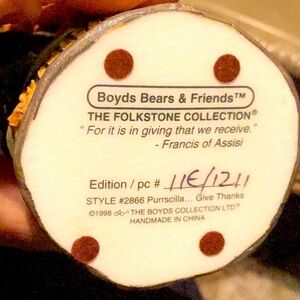 Boyds Bears & Friends™
THE FOLKSTONE COLLECTION®
"For it is in giving that we receive."
- Francis of Assisi
Edition / pc # 11E/1211
STYLE #2866 Purrscilla... Give Thanks
©1998 THE BOYDS COLLECTION LTD®
HANDMADE IN CHINA